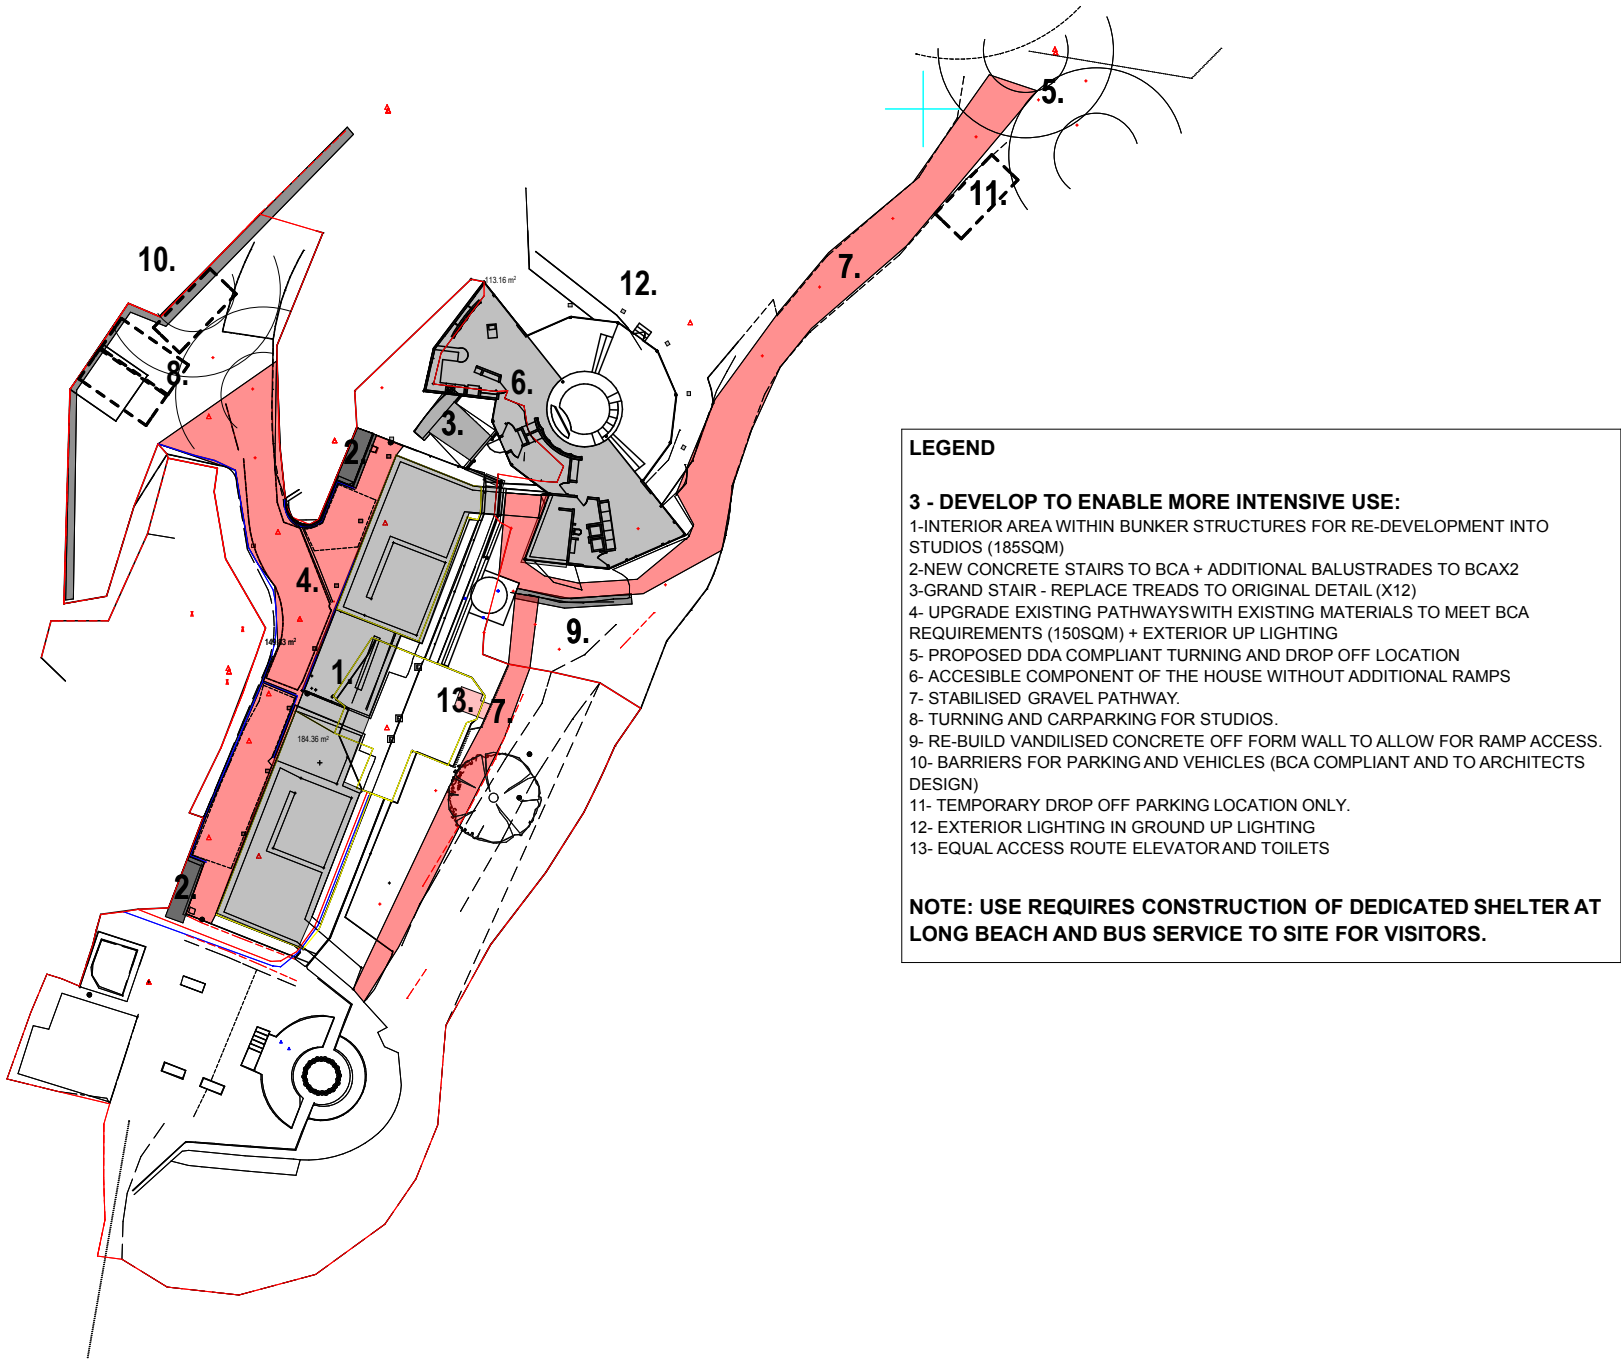 5.
11.
10.
113.16 m²
12.
7.
8.
6.
3.
2.
4.
9.
149.83 m²
1.
13.
7.
184.36 m²
2.
LEGEND
3 - DEVELOP TO ENABLE MORE INTENSIVE USE:
1-INTERIOR AREA WITHIN BUNKER STRUCTURES FOR RE-DEVELOPMENT INTO
STUDIOS (185SQM)
2-NEW CONCRETE STAIRS TO BCA + ADDITIONAL BALUSTRADES TO BCAX2
3-GRAND STAIR - REPLACE TREADS TO ORIGINAL DETAIL (X12)
4- UPGRADE EXISTING PATHWAYSWITH EXISTING MATERIALS TO MEET BCA
REQUIREMENTS (150SQM) + EXTERIOR UP LIGHTING
5- PROPOSED DDA COMPLIANT TURNING AND DROP OFF LOCATION
6- ACCESIBLE COMPONENT OF THE HOUSE WITHOUT ADDITIONAL RAMPS
7- STABILISED GRAVEL PATHWAY.
8- TURNING AND CARPARKING FOR STUDIOS.
9- RE-BUILD VANDILISED CONCRETE OFF FORM WALL TO ALLOW FOR RAMP ACCESS.
10- BARRIERS FOR PARKING AND VEHICLES (BCA COMPLIANT AND TO ARCHITECTS
DESIGN)
11- TEMPORARY DROP OFF PARKING LOCATION ONLY.
12- EXTERIOR LIGHTING IN GROUND UP LIGHTING
13- EQUAL ACCESS ROUTE ELEVATOR AND TOILETS
NOTE: USE REQUIRES CONSTRUCTION OF DEDICATED SHELTER AT
LONG BEACH AND BUS SERVICE TO SITE FOR VISITORS.